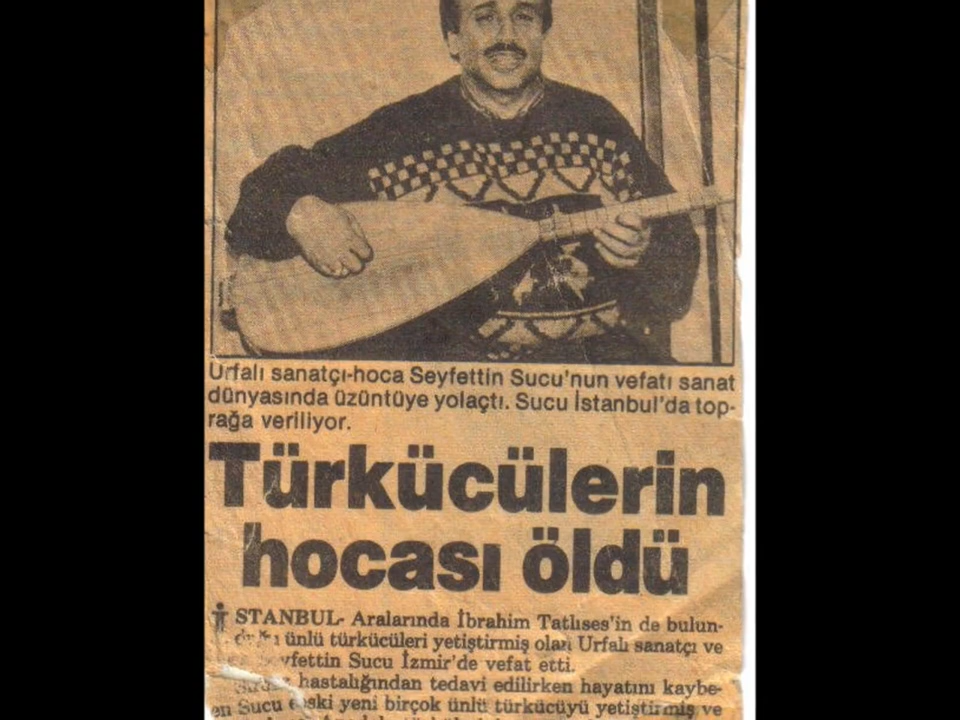 Urfalı sanatçı-hoca Seyfettin Sucu'nun vefatı sanat
dünyasında üzüntüye yolaçtı. Sucu İstanbul'da top-
rağa veriliyor.
Türkücülerin
hocası öldü
İSTANBUL- Aralarında İbrahim Tatlıses'in de bulun-
ünlü türkücüleri yetiştirmiş olan Urfalı sanatçı ve
Sucu İzmir'de vefat etti.
hastalığından tedavi edilirken hayatını kaybe-
en Sucu eski yeni birçok ünlü türkücüyü yetiştirmiş ve